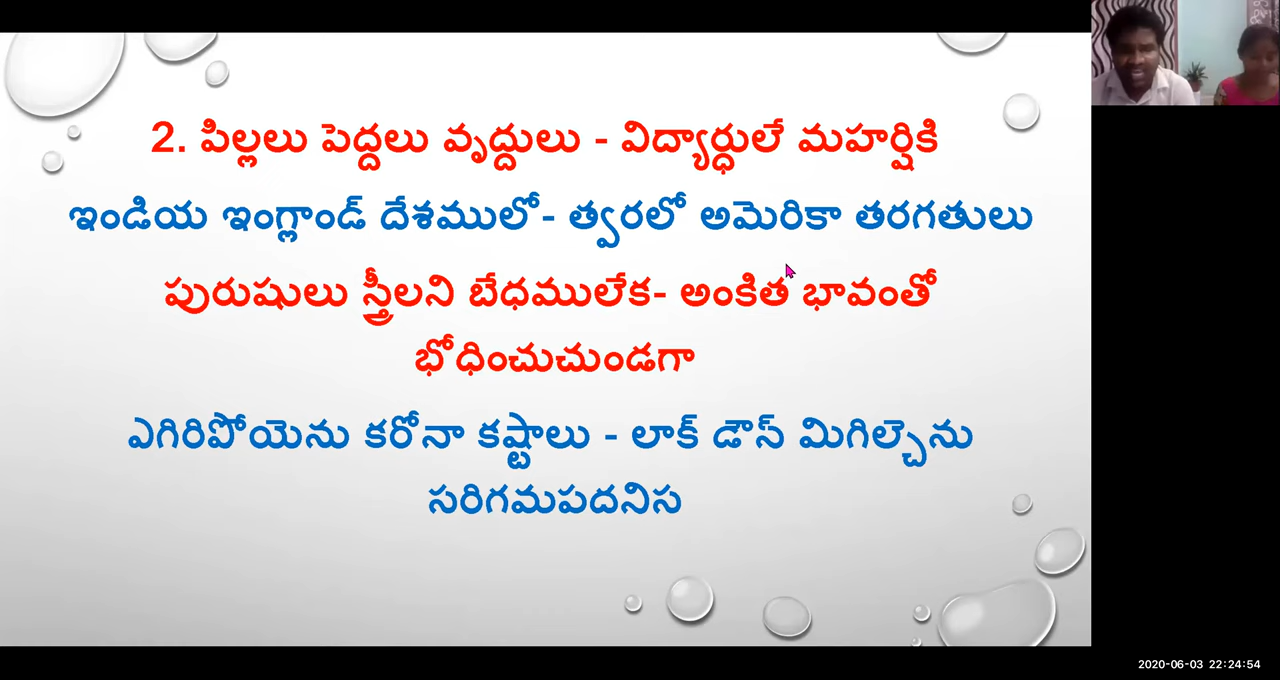 2. పిల్లలు పెద్దలు వృద్దులు - విద్యార్ధులే మహర్షికి
ఇండియ ఇంగ్లాండ్ దేశములో- త్వరలో అమెరికా తరగతులు
పురుషులు స్త్రీలని బేధములేక- అంకిత భావంతో
భోధించుచుండగా
ఎగిరిపోయెను కరోనా కష్టాలు - లాక్ డౌన్ మిగిల్చెను
సరిగమపదనిస
2020-06-03 22:24:54